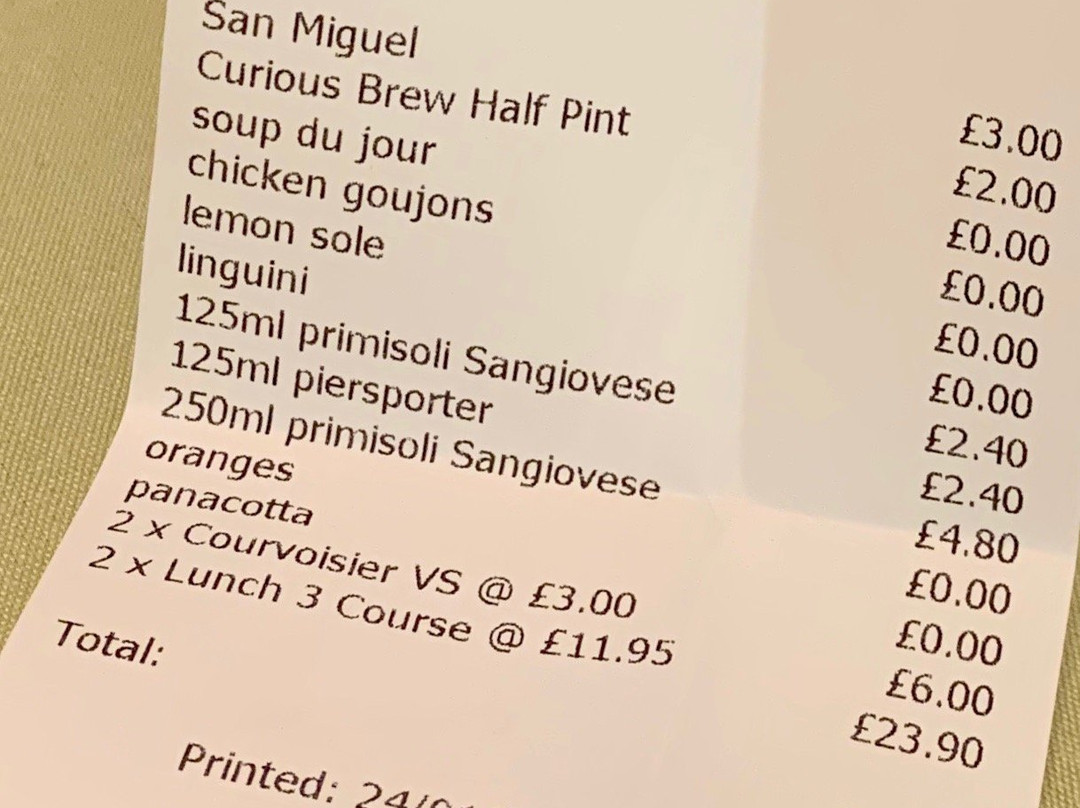 San Miguel £3.00
Curious Brew Half Pint £2.00
soup du jour £0.00
chicken goujons £0.00
lemon sole £0.00
linguini £0.00
125ml primisoli Sangiovese £2.40
125ml piersporter £2.40
250ml primisoli Sangiovese £4.80
oranges £0.00
panacotta £0.00
2 x Courvoisier VS @ £3.00 £6.00
2 x Lunch 3 Course @ £11.95 £23.90
Total:
Printed: